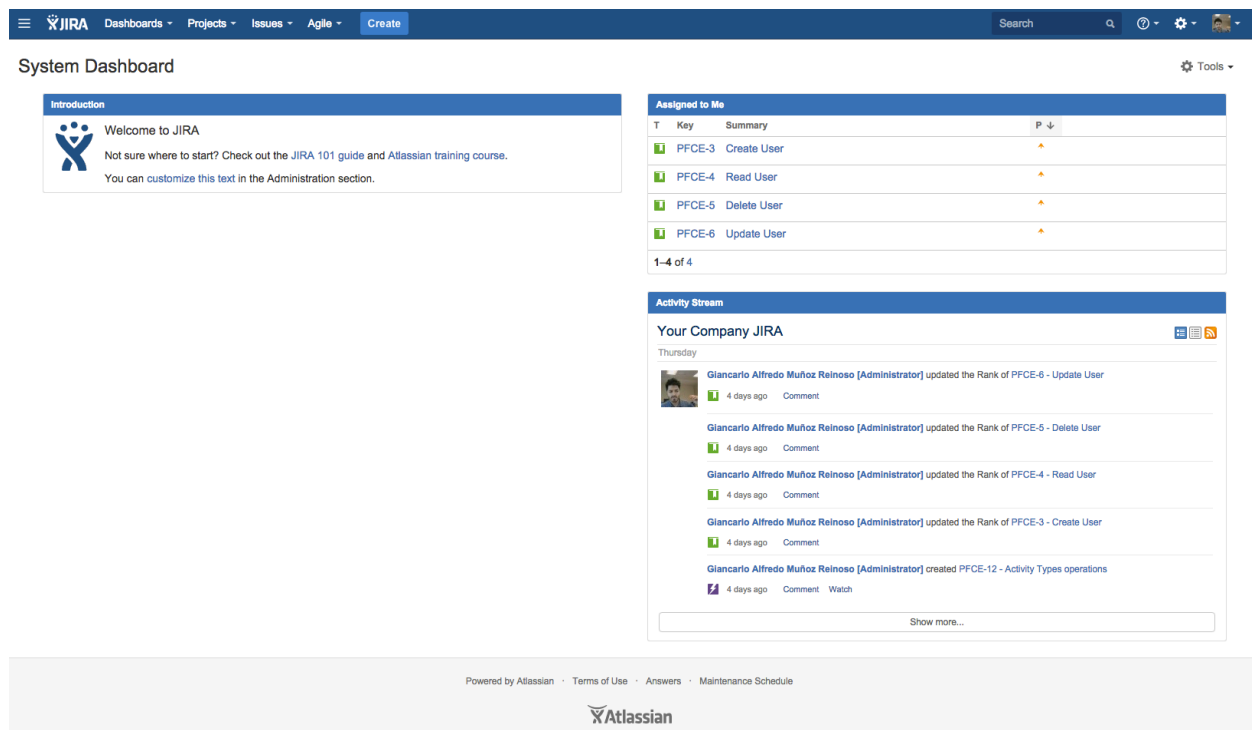 JIRA Dashboards Projects Issues Agile Create Search
System Dashboard Tools
Introduction
Welcome to JIRA
Not sure where to start? Check out the JIRA 101 guide and Atlassian training course.
You can customize this text in the Administration section.
Assigned to Me
T Key Summary P
PFCE-3 Create User
PFCE-4 Read User
PFCE-5 Delete User
PFCE-6 Update User
1–4 of 4
Activity Stream
Your Company JIRA
Thursday
Giancarlo Alfredo Muñoz Reinoso [Administrator] updated the Rank of PFCE-6 - Update User
4 days ago Comment
Giancarlo Alfredo Muñoz Reinoso [Administrator] updated the Rank of PFCE-5 - Delete User
4 days ago Comment
Giancarlo Alfredo Muñoz Reinoso [Administrator] updated the Rank of PFCE-4 - Read User
4 days ago Comment
Giancarlo Alfredo Muñoz Reinoso [Administrator] updated the Rank of PFCE-3 - Create User
4 days ago Comment
Giancarlo Alfredo Muñoz Reinoso [Administrator] created PFCE-12 - Activity Types operations
4 days ago Comment Watch
Show more...
Powered by Atlassian · Terms of Use · Answers · Maintenance Schedule
Atlassian